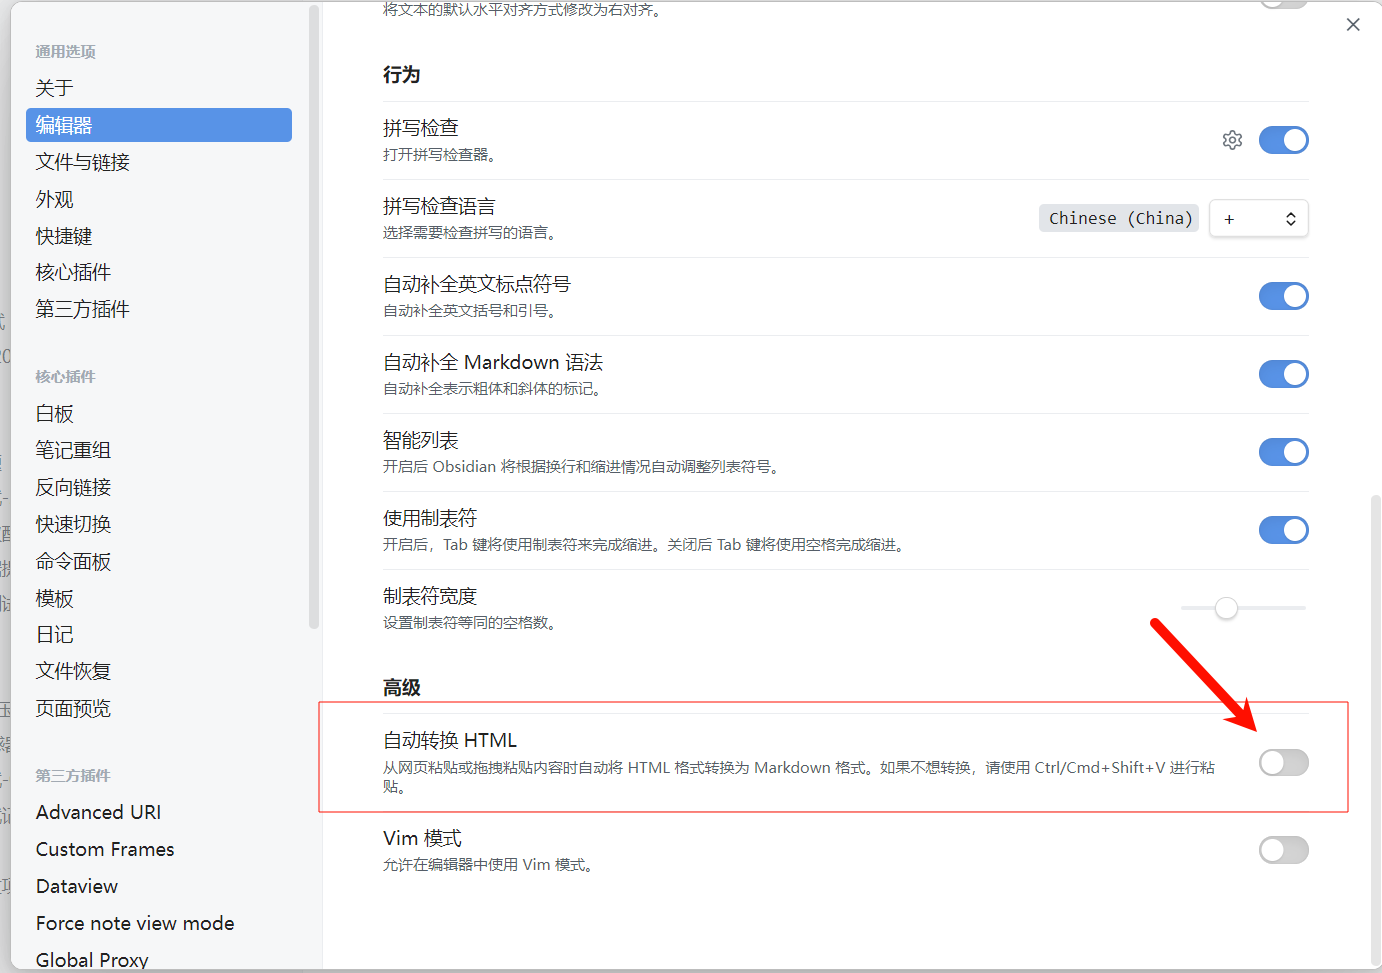 通用选项
关于
编辑器
文件与链接
外观
快捷键
核心插件
第三方插件
核心插件
白板
笔记重组
反向链接
快速切换
命令面板
模板
日记
文件恢复
页面预览
第三方插件
Advanced URI
Custom Frames
Dataview
Force note view mode
Global Proxy
将文本的默认水平对齐方式修改为右对齐。
行为
拼写检查
打开拼写检查器。
拼写检查语言
Chinese (China)
+
选择需要检查拼写的语言。
自动补全英文标点符号
自动补全英文括号和引号。
自动补全 Markdown 语法
自动补全表示粗体和斜体的标记。
智能列表
开启后 Obsidian 将根据换行和缩进情况自动调整列表符号。
使用制表符
开启后，Tab 键将使用制表符来完成缩进。关闭后 Tab 键将使用空格完成缩进。
制表符宽度
设置制表符等同的空格数。
高级
自动转换 HTML
从网页粘贴或拖拽粘贴内容时自动将 HTML 格式转换为 Markdown 格式。如果不想转换，请使用 Ctrl/Cmd+Shift+V 进行粘
贴。
Vim 模式
允许在编辑器中使用 Vim 模式。